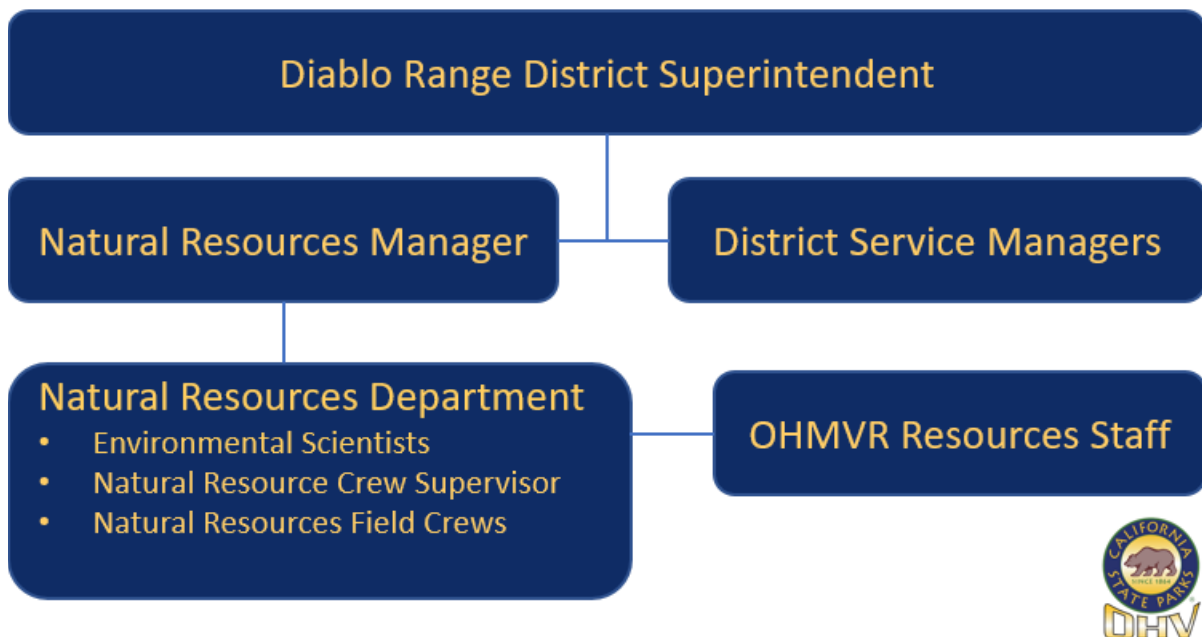 Diablo Range District Superintendent
Natural Resources Manager
District Service Managers
Natural Resources Department
• Environmental Scientists
• Natural Resource Crew Supervisor
• Natural Resources Field Crews
OHMVR Resources Staff
CALIFORNIA
SINCE 1864
STATE PARKS
OHV